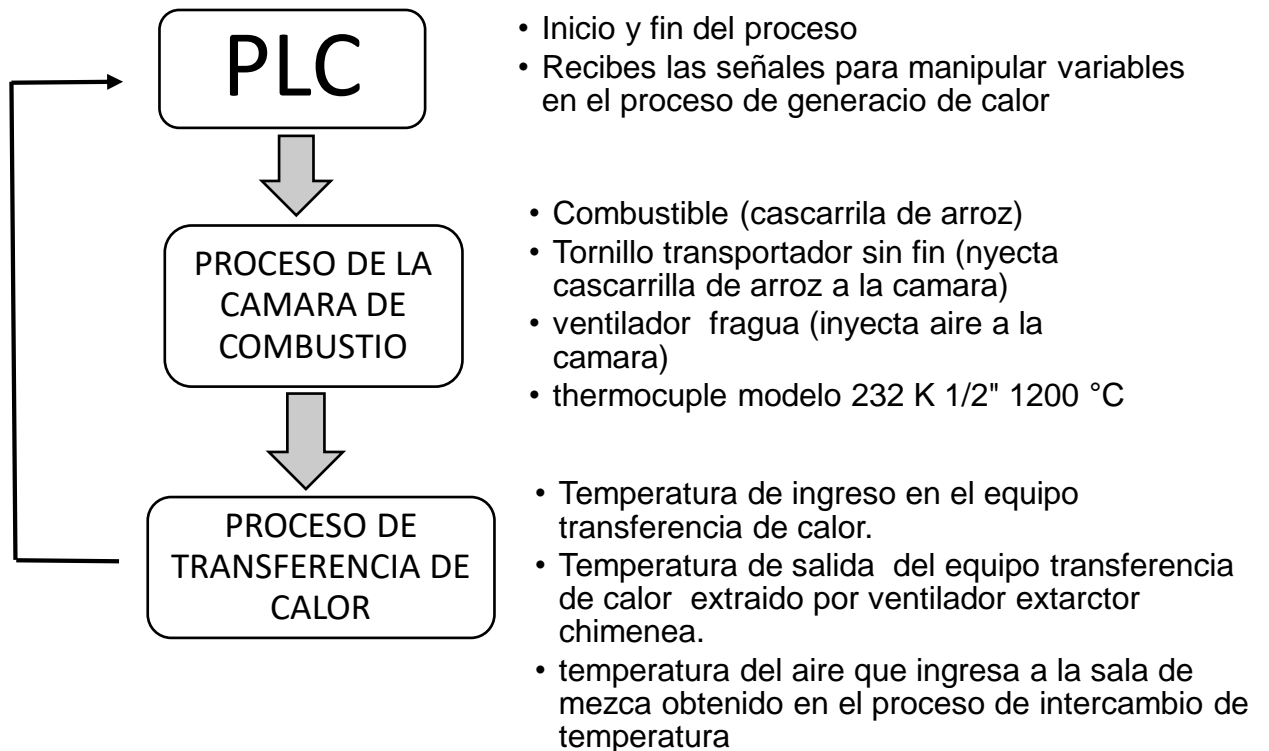 PLC
• Inicio y fin del proceso
• Recibes las señales para manipular variables
en el proceso de generacio de calor
PROCESO DE LA
CAMARA DE
COMBUSTIO
• Combustible (cascarrila de arroz)
• Tornillo transportador sin fin (nyecta
cascarrilla de arroz a la camara)
• ventilador fragua (inyecta aire a la
camara)
• thermocuple modelo 232 K 1/2" 1200 °C
PROCESO DE
TRANSFERENCIA DE
CALOR
• Temperatura de ingreso en el equipo
transferencia de calor.
• Temperatura de salida del equipo transferencia
de calor extraido por ventilador extarctor
chimenea.
• temperatura del aire que ingresa a la sala de
mezca obtenido en el proceso de intercambio de
temperatura